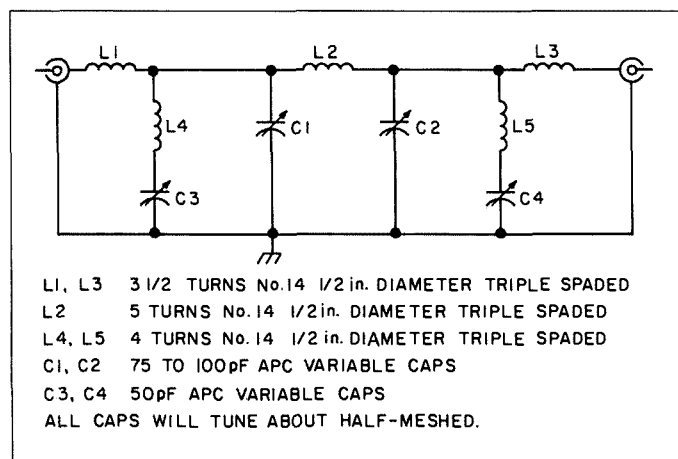 L1 L2 L3
L4 C1 C2 L5
C3 C4
L1, L3 3 1/2 TURNS No.14 1/2 in. DIAMETER TRIPLE SPADED
L2 5 TURNS No.14 1/2 in. DIAMETER TRIPLE SPADED
L4, L5 4 TURNS No.14 1/2 in. DIAMETER TRIPLE SPADED
C1, C2 75 TO 100pF APC VARIABLE CAPS
C3, C4 50pF APC VARIABLE CAPS
ALL CAPS WILL TUNE ABOUT HALF-MESHED.